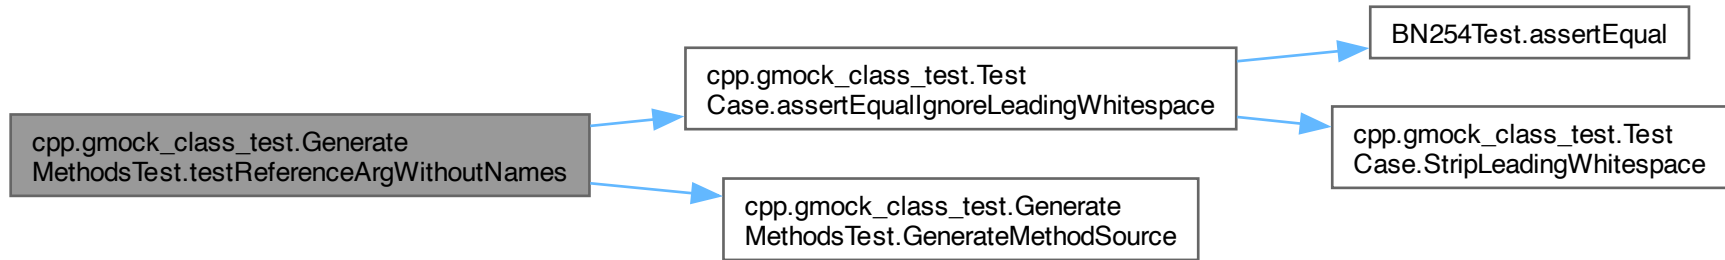 cpp.gmock_class_test.Generate
MethodsTest.testReferenceArgWithoutNames
cpp.gmock_class_test.Test
Case.assertEqualIgnoreLeadingWhitespace
BN254Test.assertEqual
cpp.gmock_class_test.Test
Case.StripLeadingWhitespace
cpp.gmock_class_test.Generate
MethodsTest.GenerateMethodSource